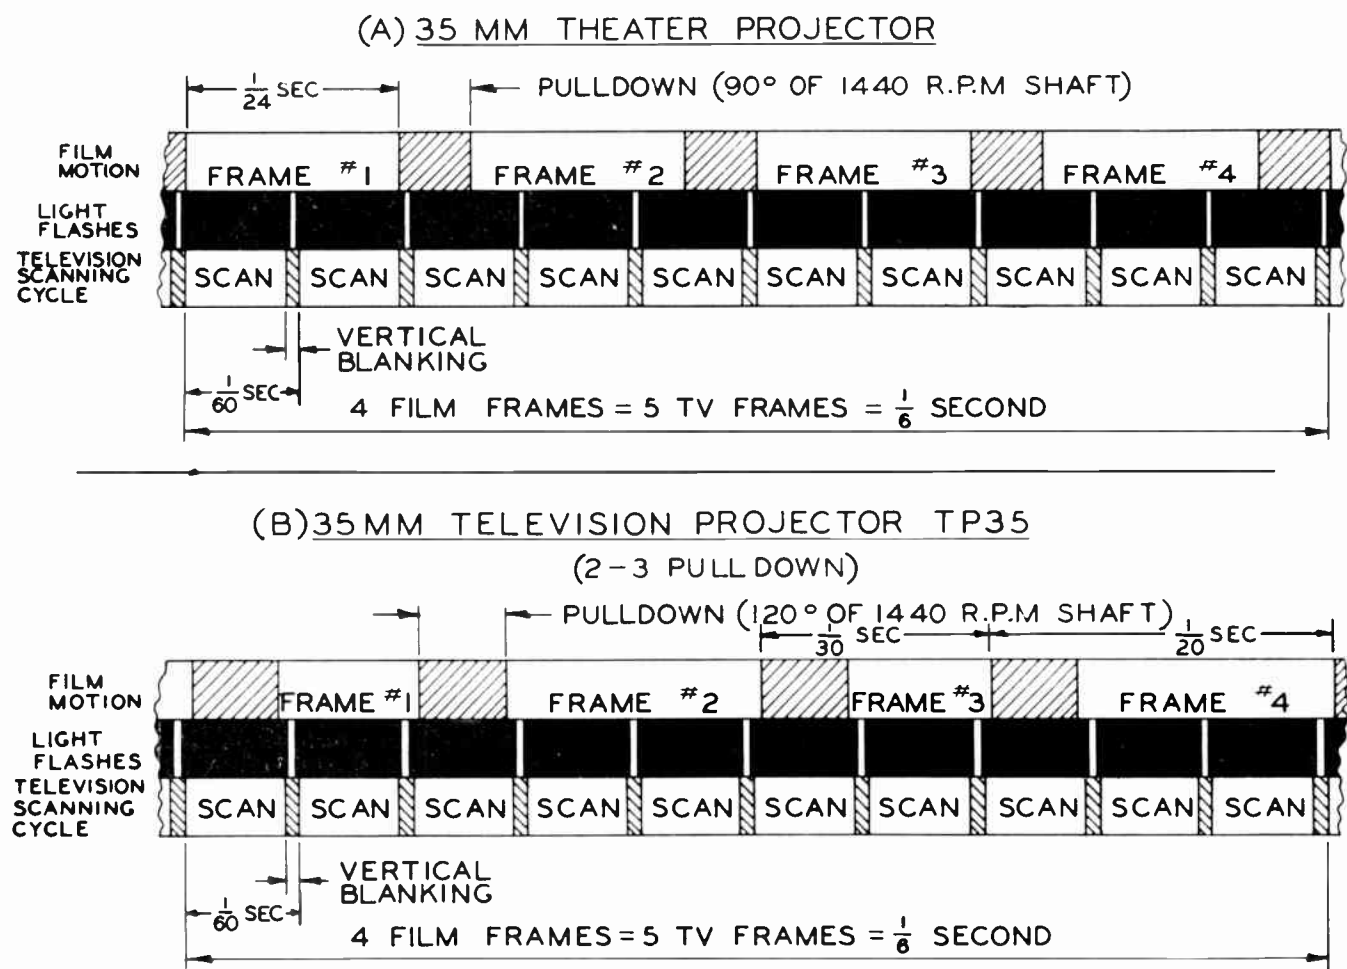 (A) 35 MM THEATER PROJECTOR
1/24 SEC
PULLDOWN (90° OF 1440 R.P.M SHAFT)
FILM MOTION
FRAME #1 FRAME #2 FRAME #3 FRAME #4
LIGHT FLASHES
TELEVISION SCANNING CYCLE
SCAN SCAN SCAN SCAN SCAN SCAN SCAN SCAN SCAN SCAN
VERTICAL BLANKING
1/60 SEC
4 FILM FRAMES = 5 TV FRAMES = 1/6 SECOND
(B) 35MM TELEVISION PROJECTOR TP35
(2-3 PULLDOWN)
PULLDOWN (120° OF 1440 R.P.M SHAFT)
1/30 SEC
1/20 SEC
FILM MOTION
FRAME #1 FRAME #2 FRAME #3 FRAME #4
LIGHT FLASHES
TELEVISION SCANNING CYCLE
SCAN SCAN SCAN SCAN SCAN SCAN SCAN SCAN SCAN SCAN
VERTICAL BLANKING
1/60 SEC
4 FILM FRAMES = 5 TV FRAMES = 1/6 SECOND